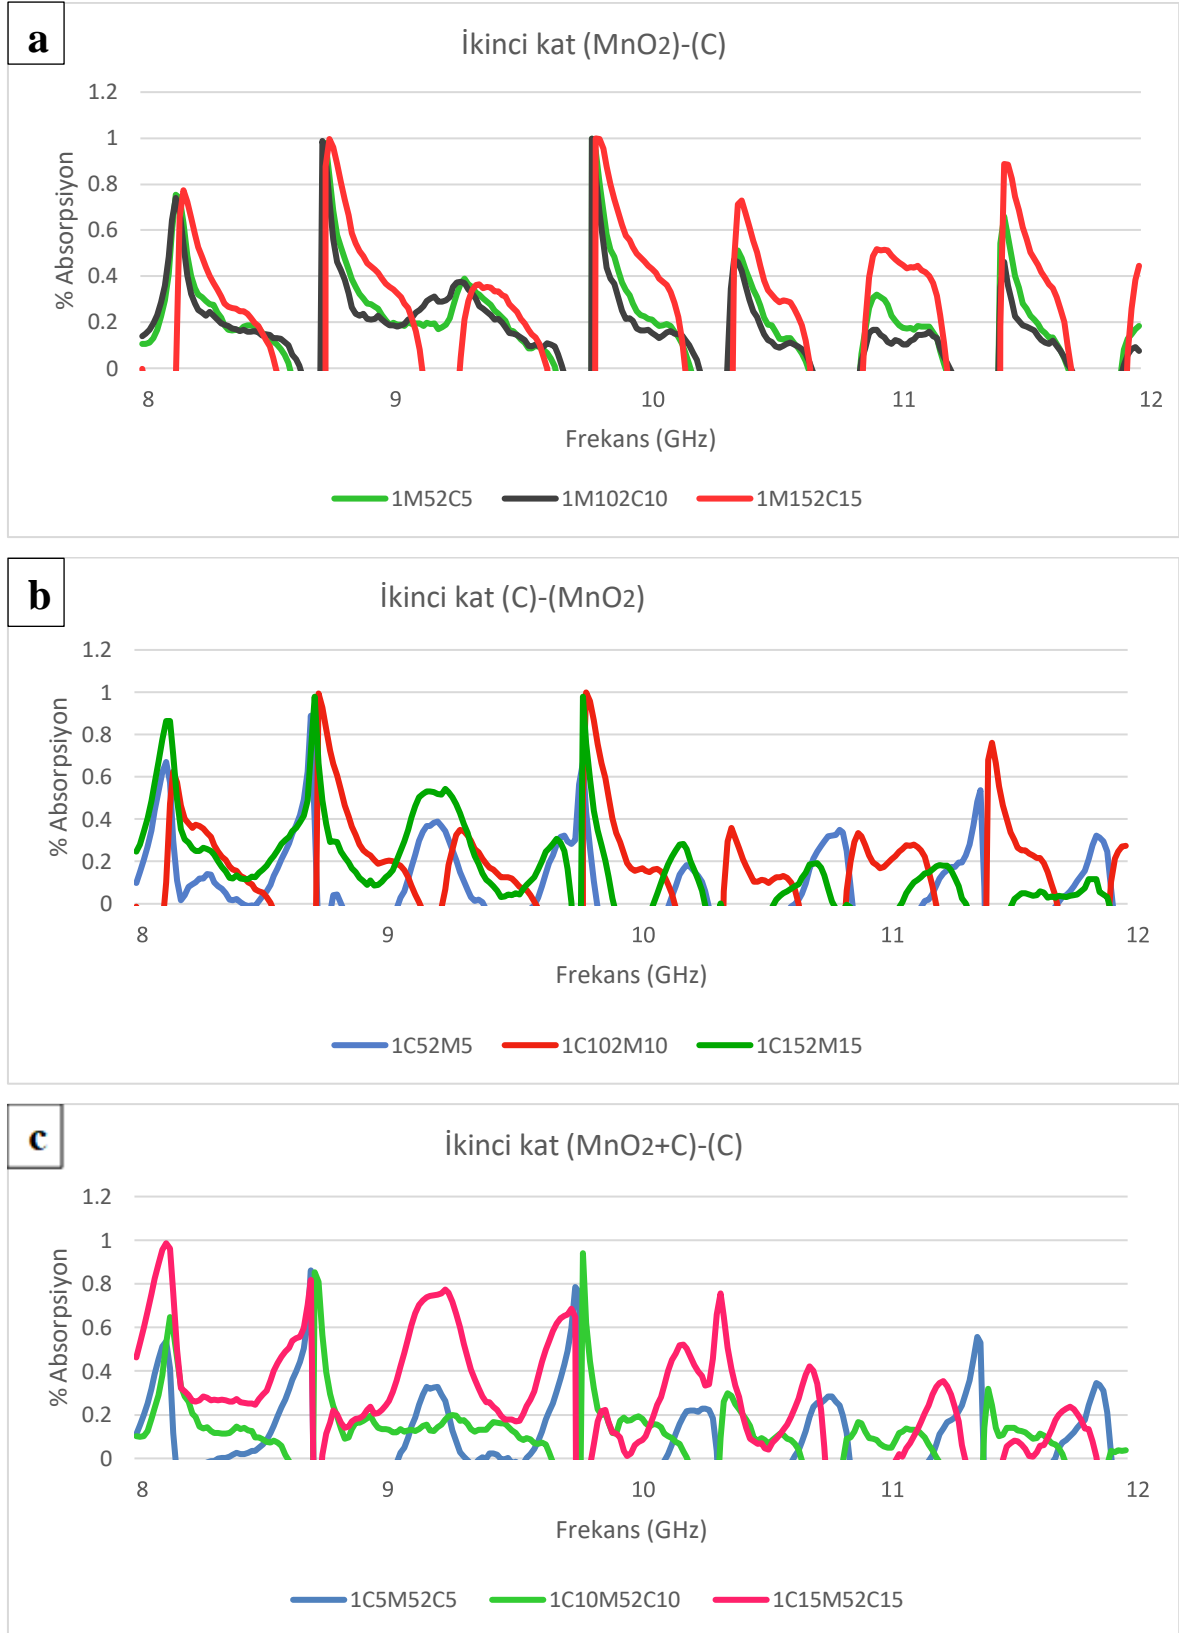 a
İkinci kat (MnO2)-(C)
1.2
1
0.8
0.6
0.4
0.2
0
% Absorpsiyon
8 9 10 11 12
Frekans (GHz)
1M52C5 1M102C10 1M152C15
b
İkinci kat (C)-(MnO2)
1.2
1
0.8
0.6
0.4
0.2
0
% Absorpsiyon
8 9 10 11 12
Frekans (GHz)
1C52M5 1C102M10 1C152M15
c
İkinci kat (MnO2+C)-(C)
1.2
1
0.8
0.6
0.4
0.2
0
% Absorpsiyon
8 9 10 11 12
Frekans (GHz)
1C5M52C5 1C10M52C10 1C15M52C15